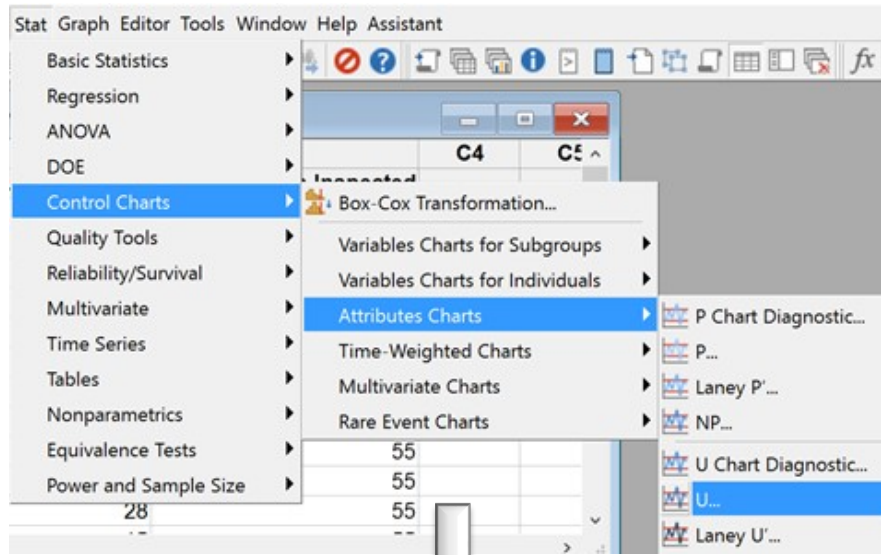 Stat Graph Editor Tools Window Help Assistant
Basic Statistics
Regression
ANOVA
DOE
Control Charts
Quality Tools
Reliability/Survival
Multivariate
Time Series
Tables
Nonparametrics
Equivalence Tests
Power and Sample Size
fx
C4
Box-Cox Transformation...
Variables Charts for Subgroups
Variables Charts for Individuals
Attributes Charts
Time-Weighted Charts
Multivariate Charts
Rare Event Charts
P Chart Diagnostic...
P...
Laney P'...
NP...
U Chart Diagnostic...
U...
Laney U'...
55
55
28 55